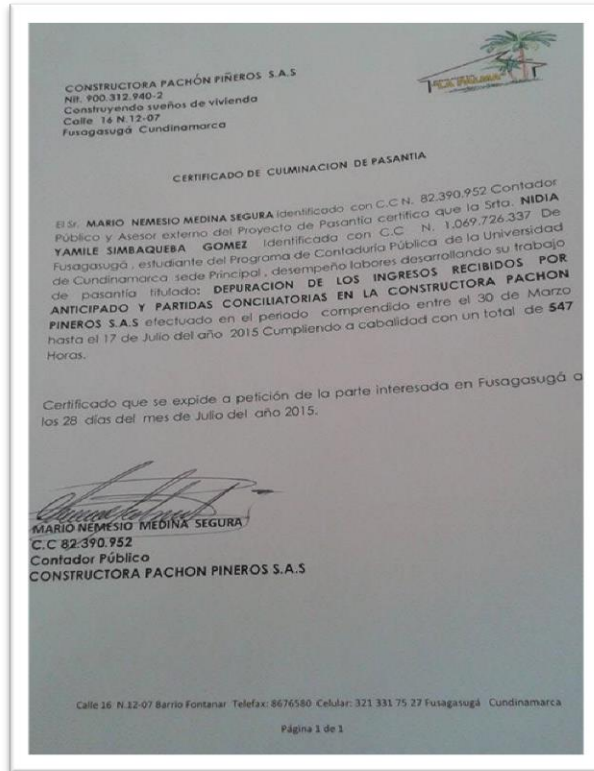 CONSTRUCTORA PACHÓN PIÑEROS S.A.S
Nit. 900.312.940-2
Construyendo sueños de vivienda
Calle 16 N.12-07
Fusagasugá Cundinamarca
LA PALMA
CERTIFICADO DE CULMINACION DE PASANTIA
El Sr. MARIO NEMESIO MEDINA SEGURA identificado con C.C N. 82.390.952 Contador
Público y Asesor externo del Proyecto de Pasantía certifica que la Srta. NIDIA
YAMILE SIMBAQUEBA GOMEZ Identificada con C.C N. 1.069.726.337 De
Fusagasugá , estudiante del Programa de Contaduría Pública de la Universidad
de Cundinamarca sede Principal , desempeño labores desarrollando su trabajo
de pasantía titulado: DEPURACION DE LOS INGRESOS RECIBIDOS POR
ANTICIPADO Y PARTIDAS CONCILIATORIAS EN LA CONSTRUCTORA PACHON
PINEROS S.A.S efectuado en el periodo comprendido entre el 30 de Marzo
hasta el 17 de Julio del año 2015 Cumpliendo a cabalidad con un total de 547
Horas.
Certificado que se expide a petición de la parte interesada en Fusagasugá a
los 28 días del mes de Julio del año 2015.
MARIO NEMESIO MEDINA SEGURA
C.C 82.390.952
Contador Público
CONSTRUCTORA PACHON PINEROS S.A.S
Calle 16 N.12-07 Barrio Fontanar Telefax: 8676580 Celular: 321 331 75 27 Fusagasugá Cundinamarca
Página 1 de 1